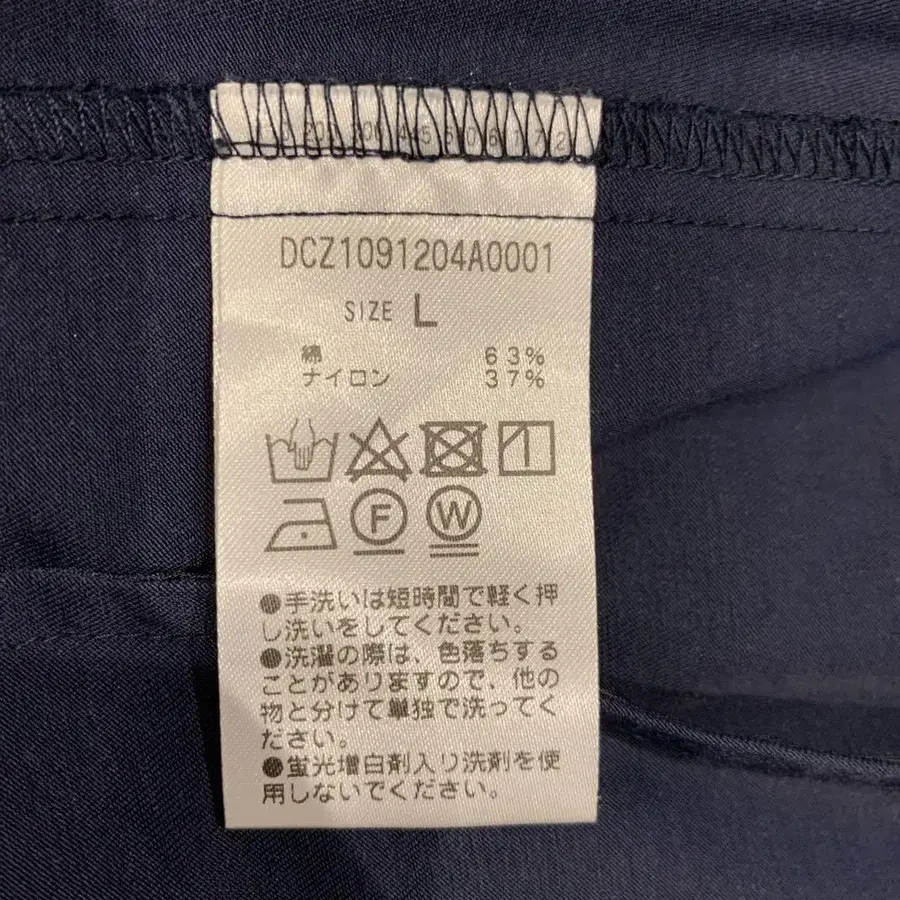 DCZ1091204A0001
SIZE L
綿 63%
ナイロン 37%
F W
●手洗いは短時間で軽く押
し洗いをしてください。
●洗濯の際は、色落ちする
ことがありますので、他の
物と分けて単独で洗ってく
ださい。
●蛍光増白剤入り洗剤を使
用しないでください。